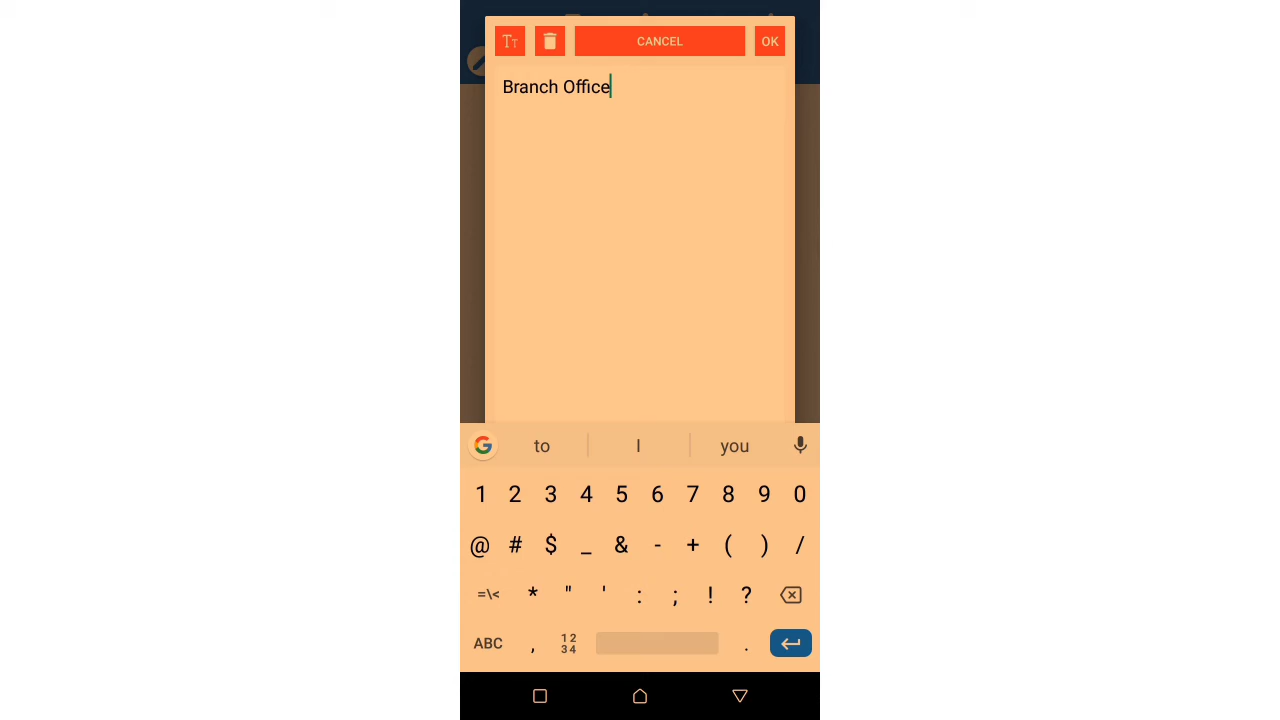 TT CANCEL OK
Branch Office
G to I you
1 2 3 4 5 6 7 8 9 0
@ # $ _ & - + ( ) /
=\< * " ' : ; ! ?
ABC , 12 34 .